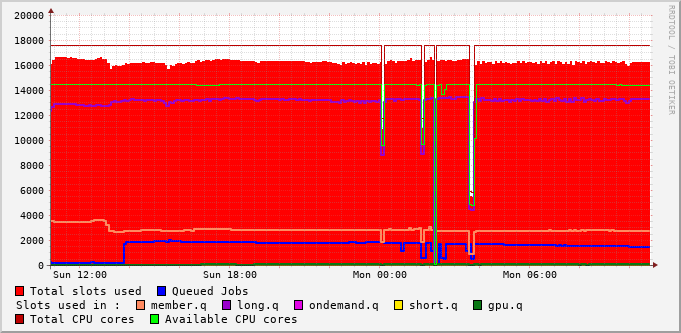 20000
18000
16000
14000
12000
10000
8000
6000
4000
2000
0
Sun 12:00 Sun 18:00 Mon 00:00 Mon 06:00
RRDTOOL / TOBI OETIKER
Total slots used Queued Jobs
Slots used in : member.q long.q ondemand.q short.q gpu.q
Total CPU cores Available CPU cores